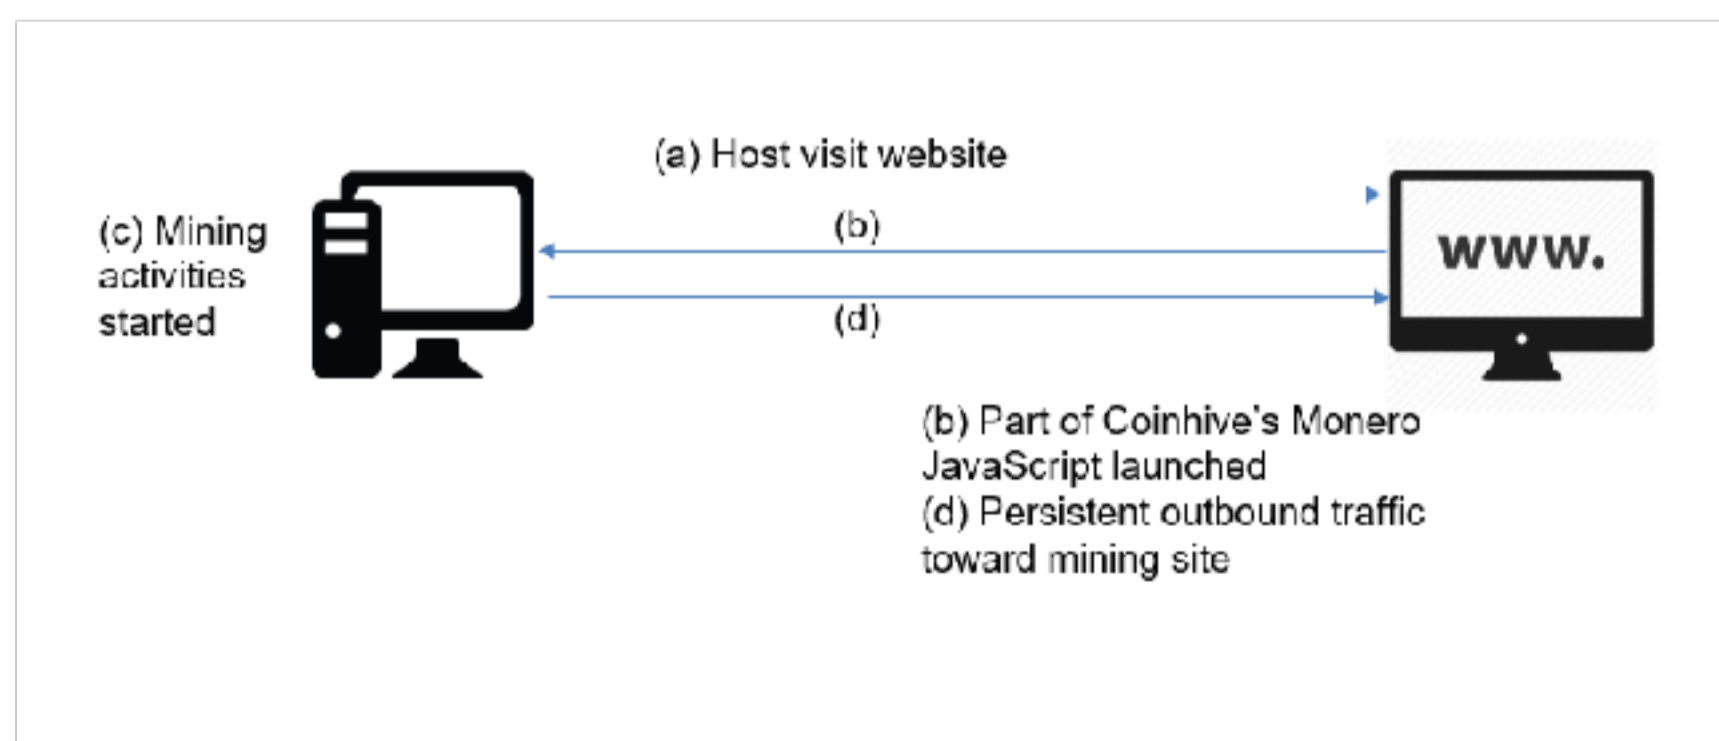 (a) Host visit website
(c) Mining
activities
started
(b)
www.
(d)
(b) Part of Coinhive's Monero
JavaScript launched
(d) Persistent outbound traffic
toward mining site